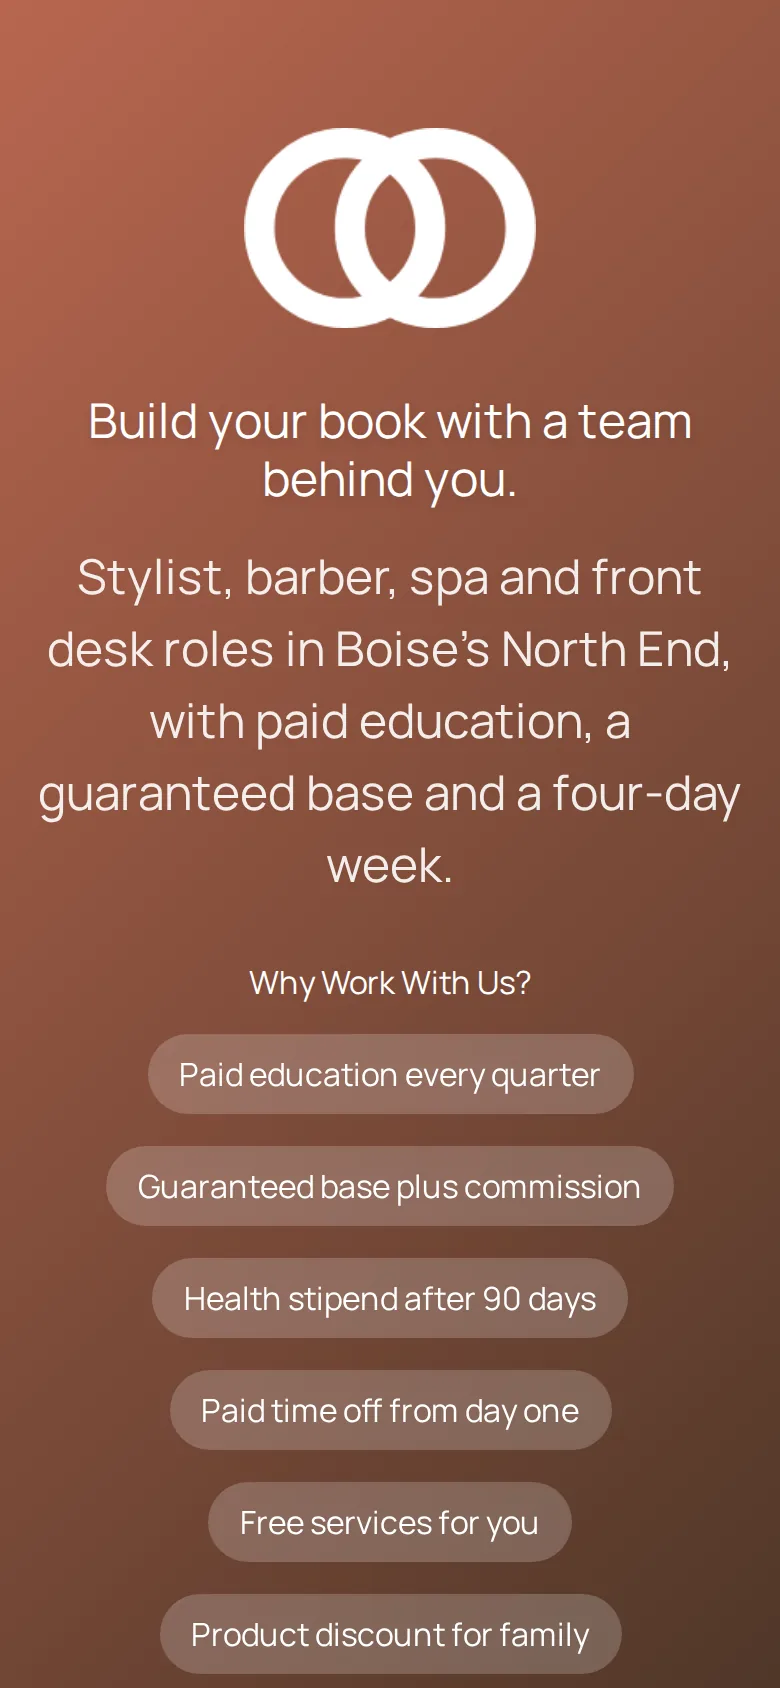 Build your book with a team
behind you.
Stylist, barber, spa and front
desk roles in Boise’s North End,
with paid education, a
guaranteed base and a four-day
week.
Why Work With Us?
Paid education every quarter
Guaranteed base plus commission
Health stipend after 90 days
Paid time off from day one
Free services for you
Product discount for family